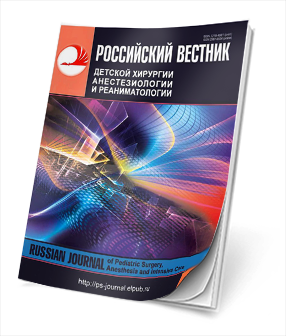 РОССИЙСКИЙ ВЕСТНИК
ДЕТСКОЙ ХИРУРГИИ
АНЕСТЕЗИОЛОГИИ
И РЕАНИМАТОЛОГИИ
RUSSIAN JOURNAL of Pediatric Surgery,
Anesthesia and Intensive Care
http://ps-journal.elpub.ru